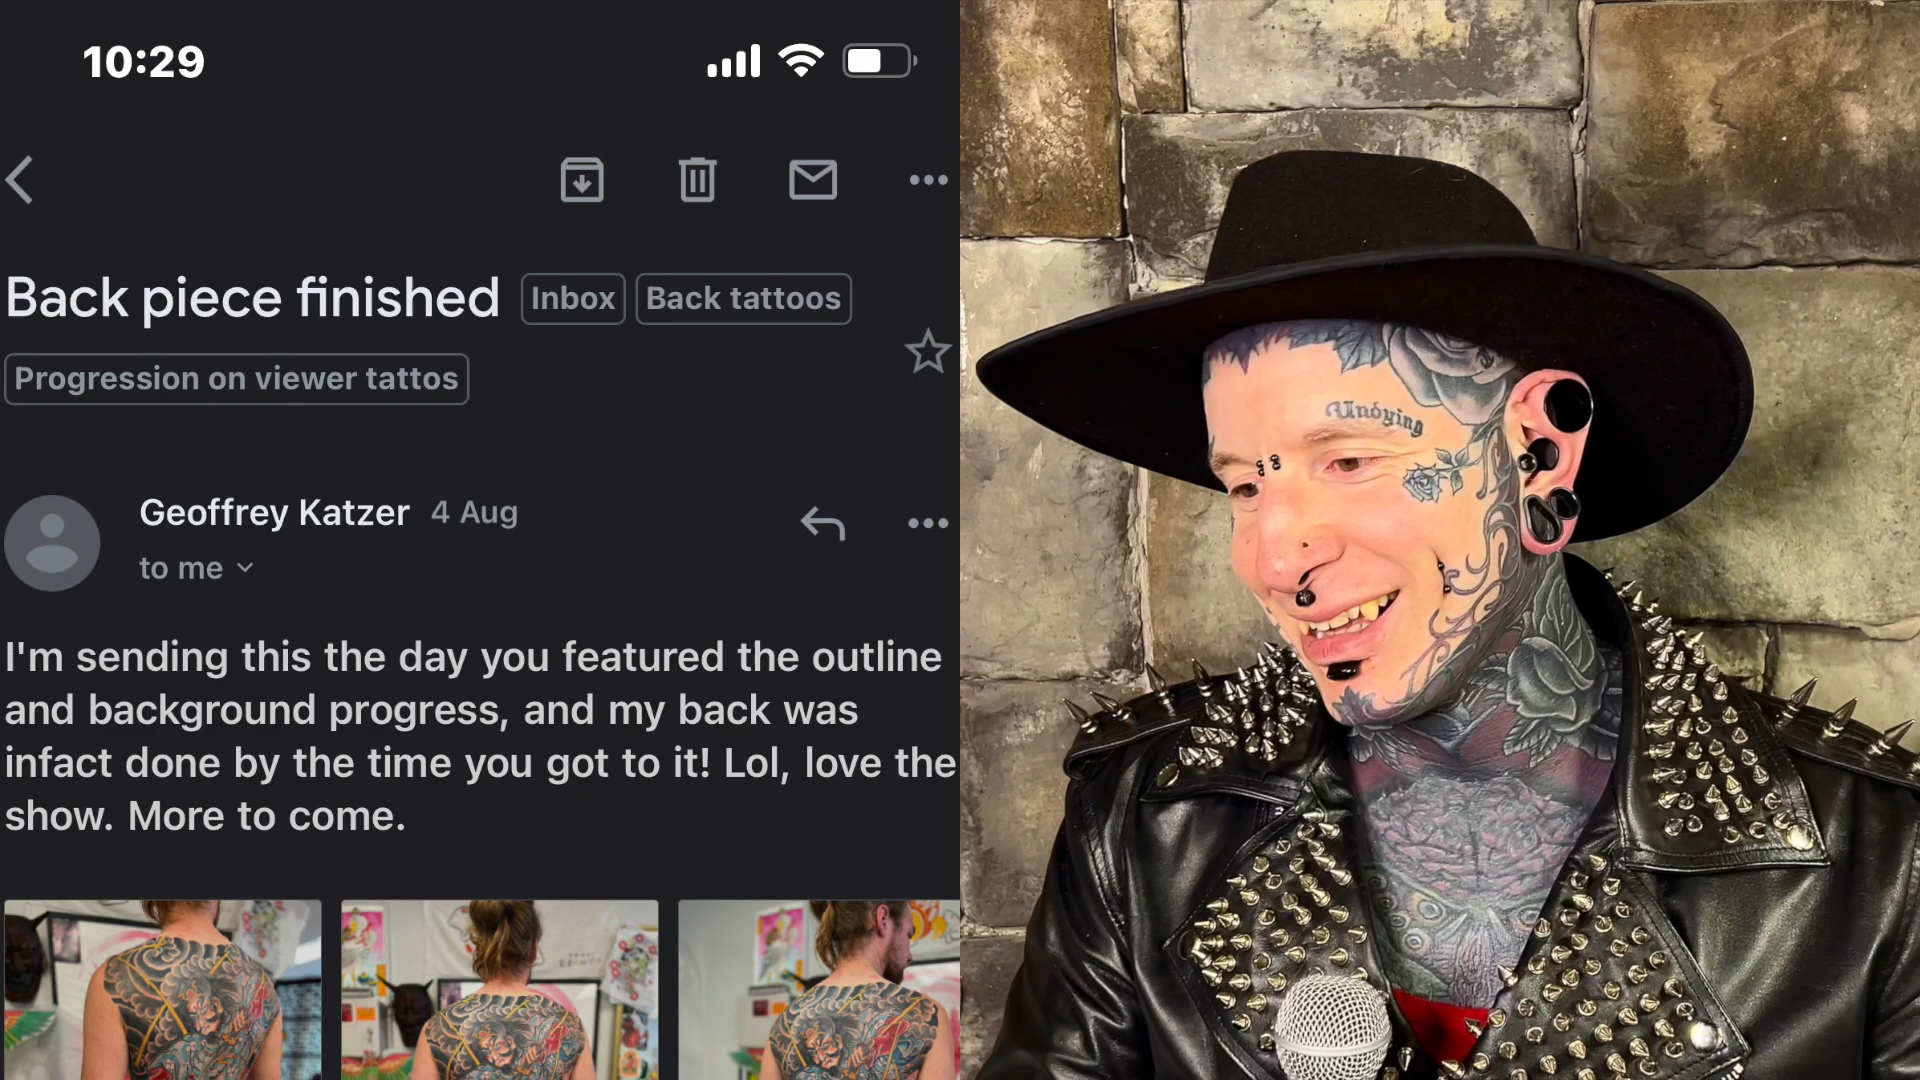 10:29
Back piece finished Inbox Back tattoos
Progression on viewer tattos
Geoffrey Katzer 4 Aug
to me
I'm sending this the day you featured the outline
and background progress, and my back was
infact done by the time you got to it! Lol, love the
show. More to come.
Undying